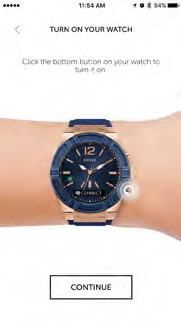 11:54 AM
94%
TURN ON YOUR WATCH
Click the bottom button on your watch to
turn it on.
GUESS
CONNECT
CONTINUE